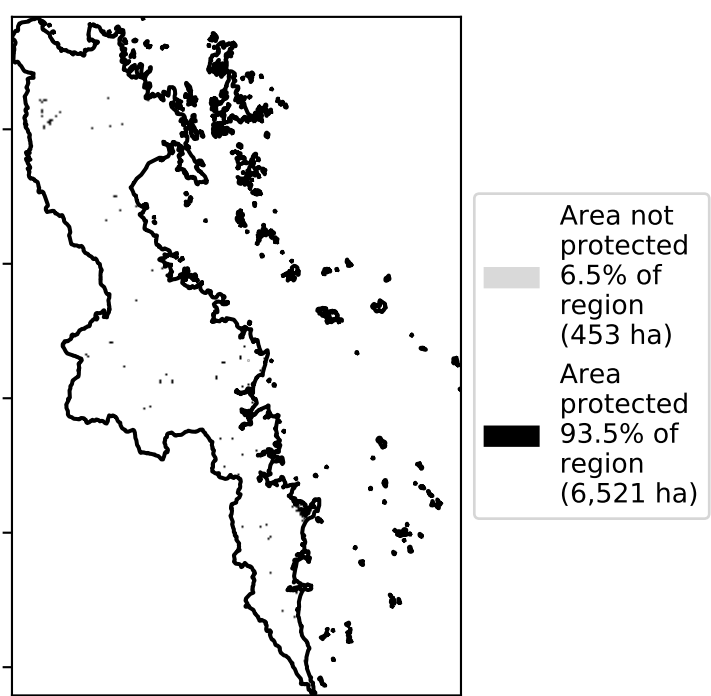 Area not
protected
6.5% of
region
(453 ha)
Area
protected
93.5% of
region
(6,521 ha)